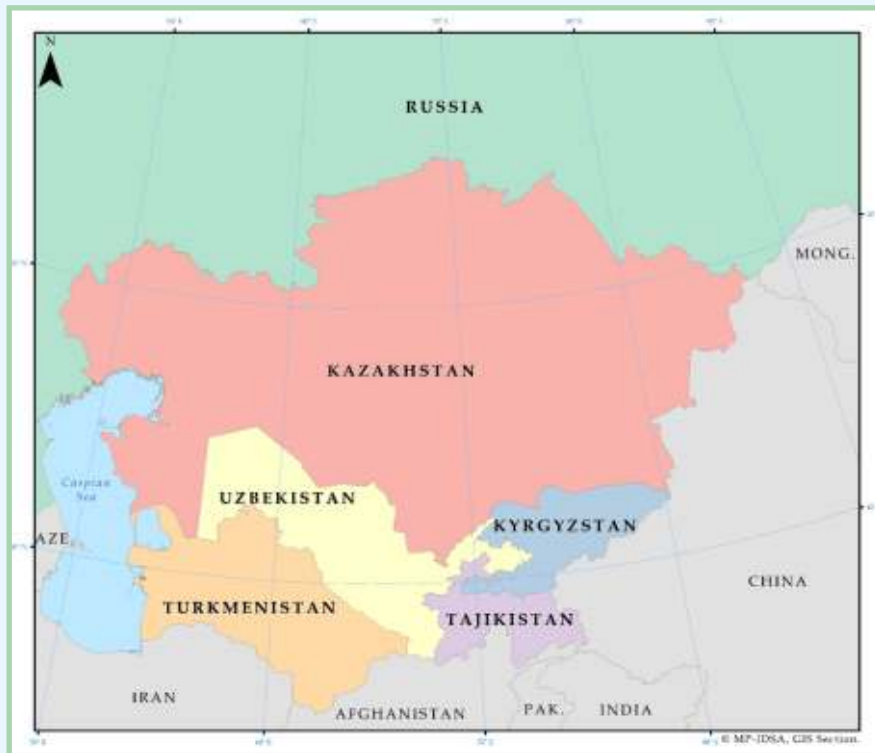 N
RUSSIA
MONG.
KAZAKHSTAN
Caspian
Sea
UZBEKISTAN
KYRGYZSTAN
AZE.
CHINA
TURKMENISTAN
TAJIKISTAN
IRAN
AFGHANISTAN
PAK.
INDIA
© MP-IDSA, GIS Section.